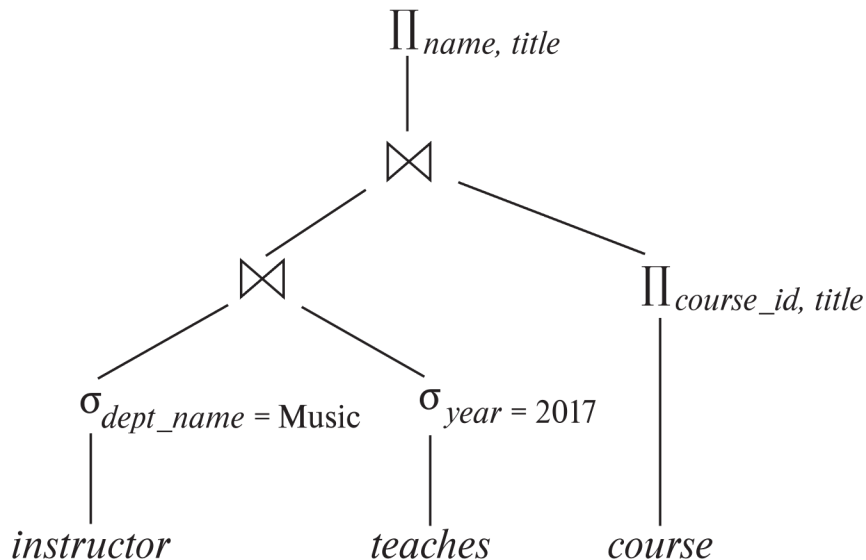 ∏name, title
⋈
⋈
∏course_id, title
σdept_name = Music
σyear = 2017
instructor
teaches
course